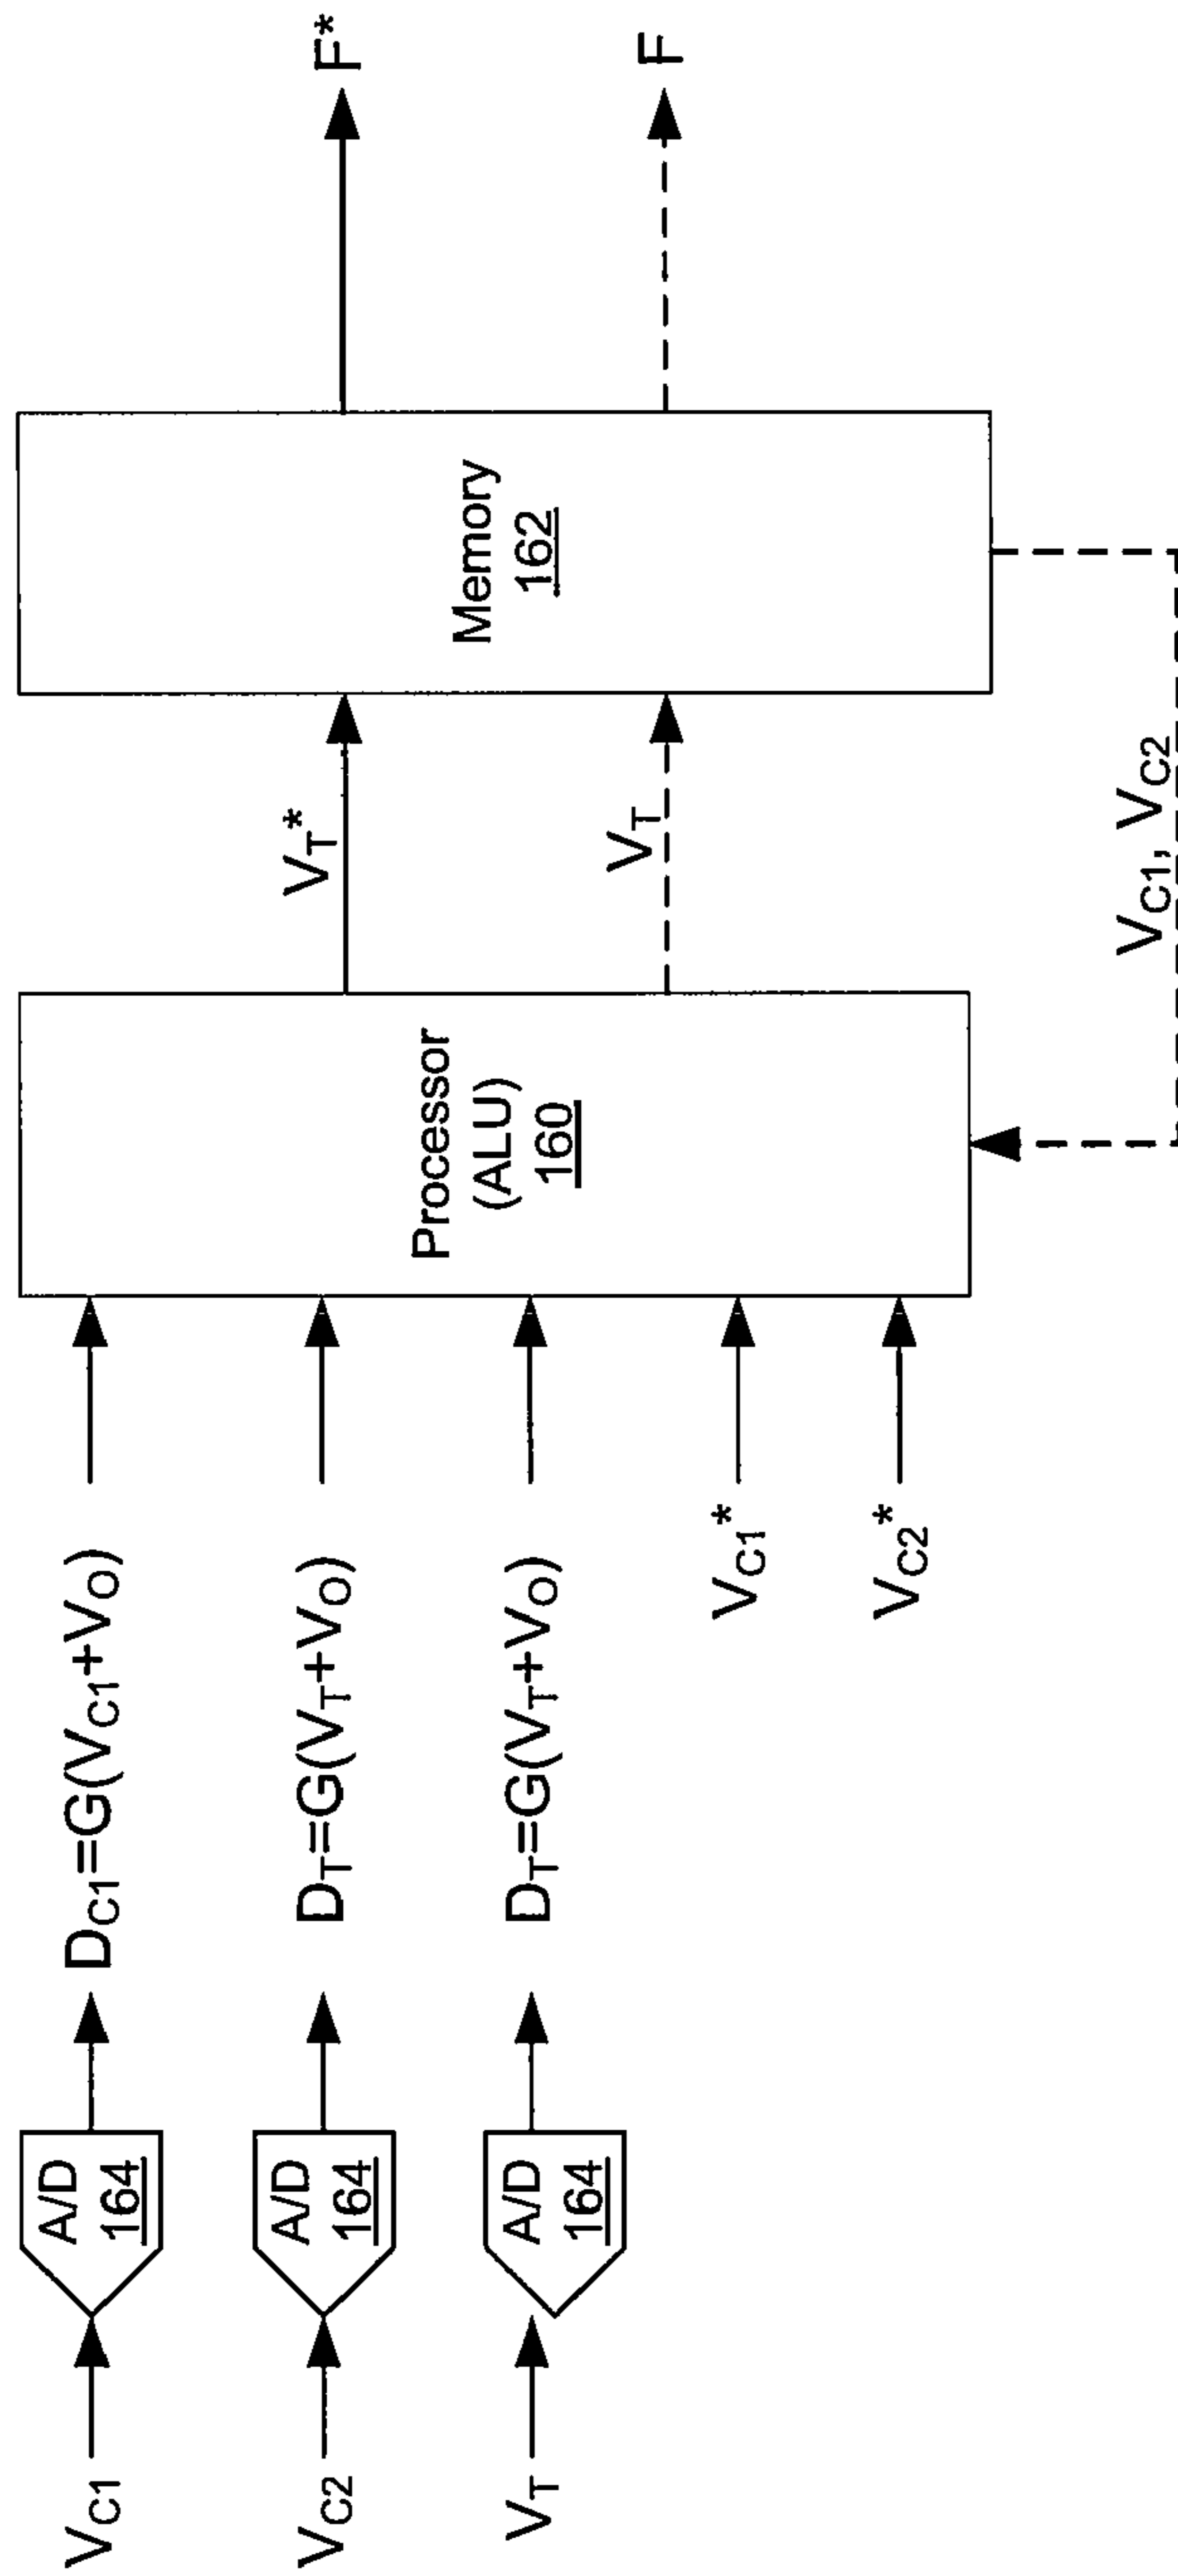 V_C1
A/D
164
D_C1=G(V_C1+V_O)
V_C2
A/D
164
D_T=G(V_T+V_O)
V_T
A/D
164
D_T=G(V_T+V_O)
V_C1*
V_C2*
Processor
(ALU)
160
V_T*
V_T
Memory
162
F*
F
V_C1, V_C2